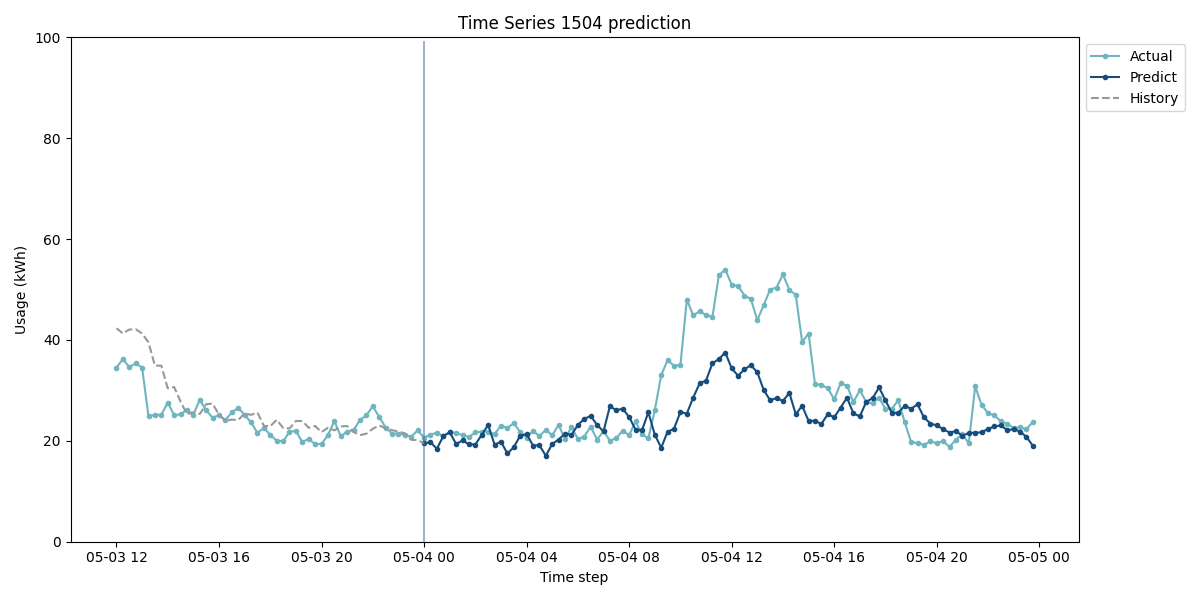 Time Series 1504 prediction
Usage (kWh)
100
80
60
40
20
0
05-03 12
05-03 16
05-03 20
05-04 00
05-04 04
05-04 08
05-04 12
05-04 16
05-04 20
05-05 00
Time step
Actual
Predict
History